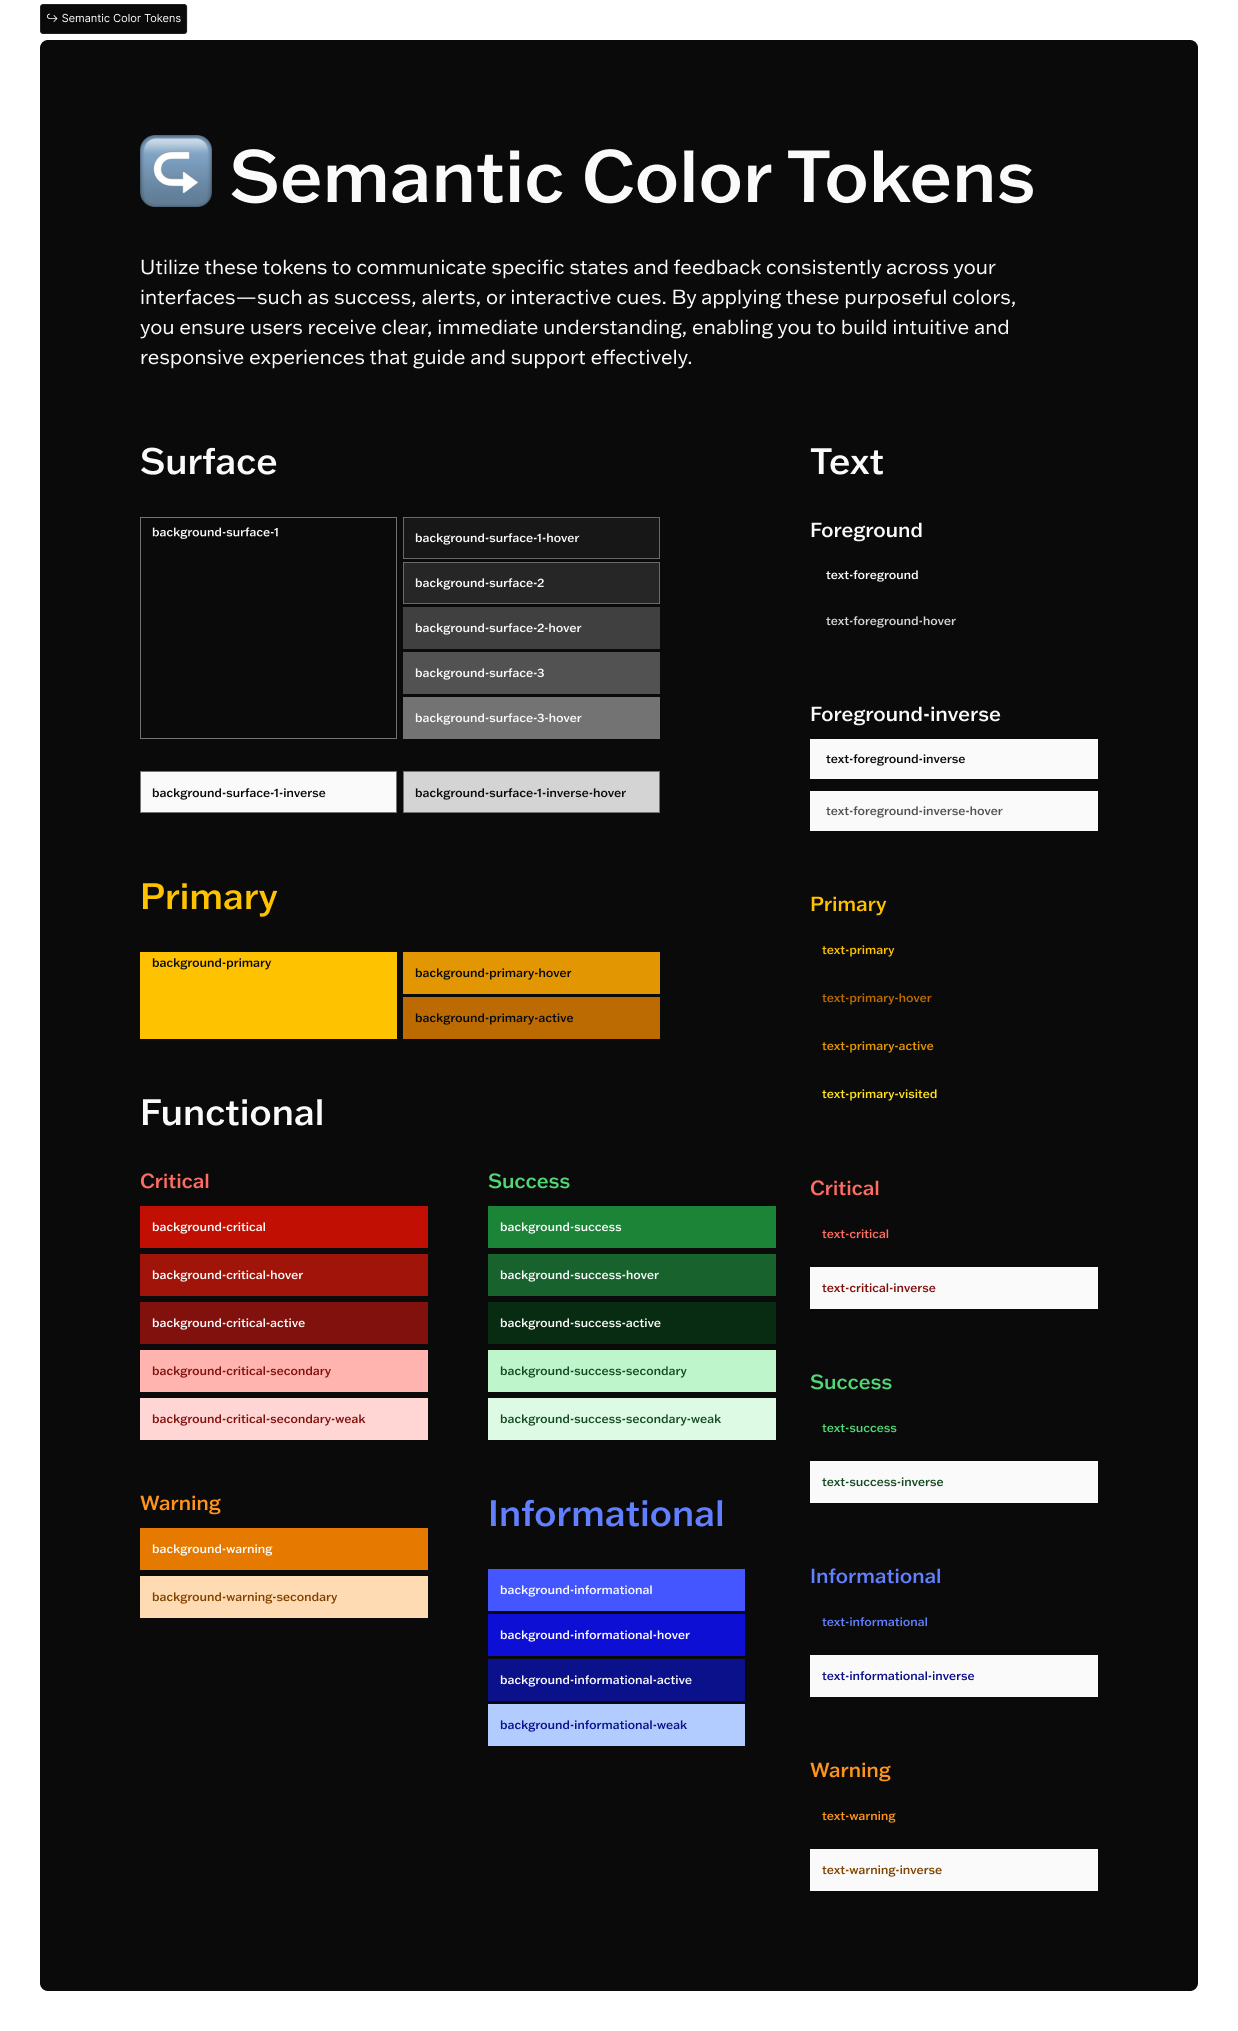 ↪ Semantic Color Tokens
↪️ Semantic Color Tokens
Utilize these tokens to communicate specific states and feedback consistently across your
interfaces—such as success, alerts, or interactive cues. By applying these purposeful colors,
you ensure users receive clear, immediate understanding, enabling you to build intuitive and
responsive experiences that guide and support effectively.
Surface
background-surface-1
background-surface-1-hover
background-surface-2
background-surface-2-hover
background-surface-3
background-surface-3-hover
background-surface-1-inverse
background-surface-1-inverse-hover
Primary
background-primary
background-primary-hover
background-primary-active
Functional
Critical
background-critical
background-critical-hover
background-critical-active
background-critical-secondary
background-critical-secondary-weak
Success
background-success
background-success-hover
background-success-active
background-success-secondary
background-success-secondary-weak
Warning
background-warning
background-warning-secondary
Informational
background-informational
background-informational-hover
background-informational-active
background-informational-weak
Text
Foreground
text-foreground
text-foreground-hover
Foreground-inverse
text-foreground-inverse
text-foreground-inverse-hover
Primary
text-primary
text-primary-hover
text-primary-active
text-primary-visited
Critical
text-critical
text-critical-inverse
Success
text-success
text-success-inverse
Informational
text-informational
text-informational-inverse
Warning
text-warning
text-warning-inverse